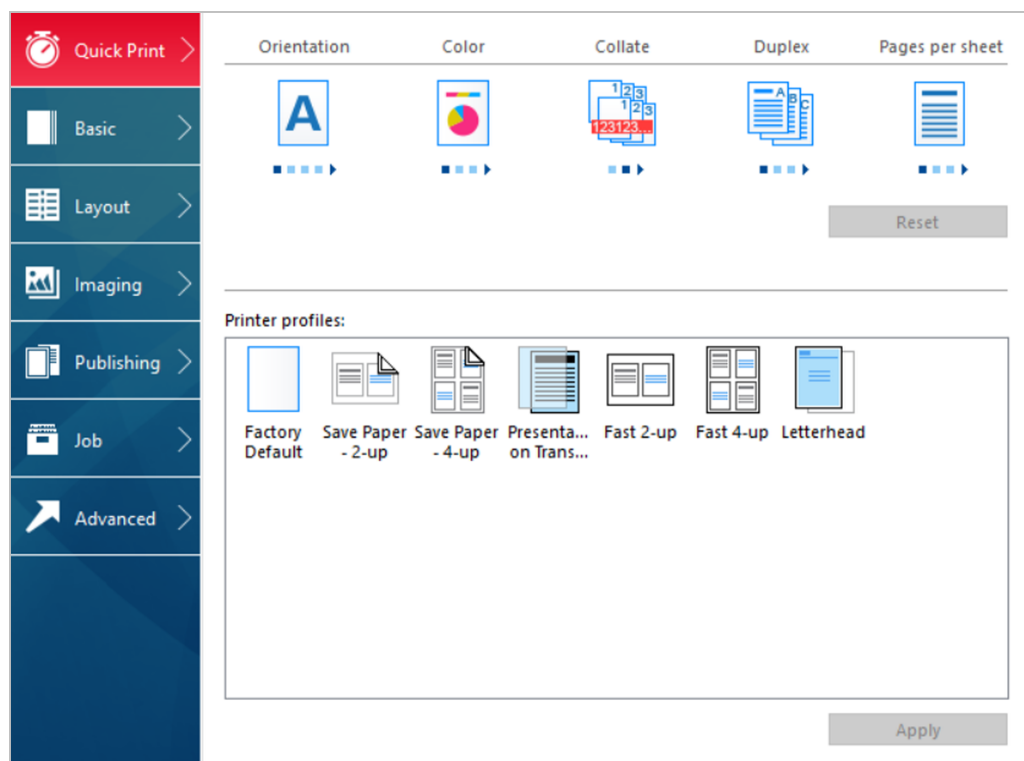 Quick Print
Basic
Layout
Imaging
Publishing
Job
Advanced
Orientation Color Collate Duplex Pages per sheet
A 123 123 123123... A B C
Reset
Printer profiles:
Factory Default
Save Paper - 2-up
Save Paper - 4-up
Presenta... on Trans...
Fast 2-up
Fast 4-up
Letterhead
Apply